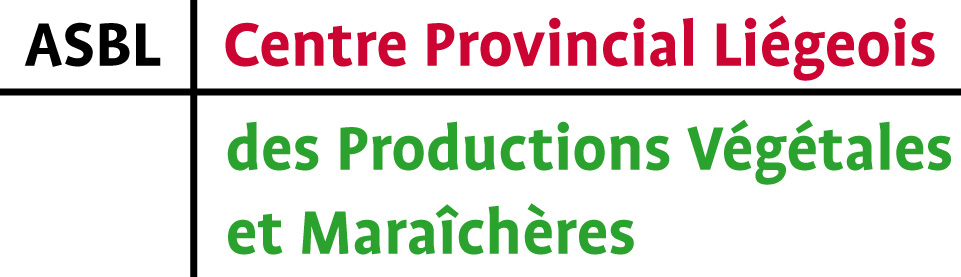 ASBL Centre Provincial Liégeois
des Productions Végétales
et Maraîchères